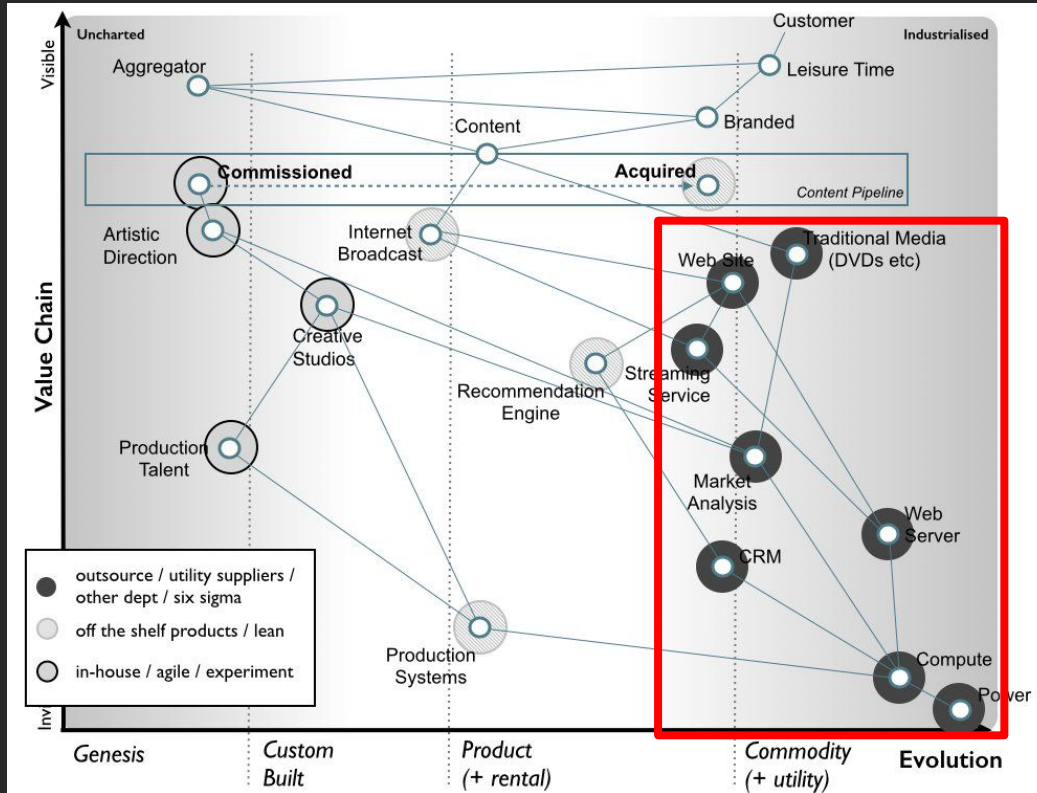 Uncharted
Customer
Industrialised
Visible
Aggregator
Leisure Time
Content
Branded
Commissioned
Acquired
Content Pipeline
Artistic
Direction
Internet
Broadcast
Traditional Media
(DVDs etc)
Web Site
Value Chain
Creative
Studios
Streaming
Service
Recommendation
Engine
Production
Talent
Market
Analysis
Web
Server
CRM
outsource / utility suppliers /
other dept / six sigma
off the shelf products / lean
in-house / agile / experiment
Production
Systems
Compute
Power
Genesis
Custom
Built
Product
(+ rental)
Commodity
(+ utility)
Evolution